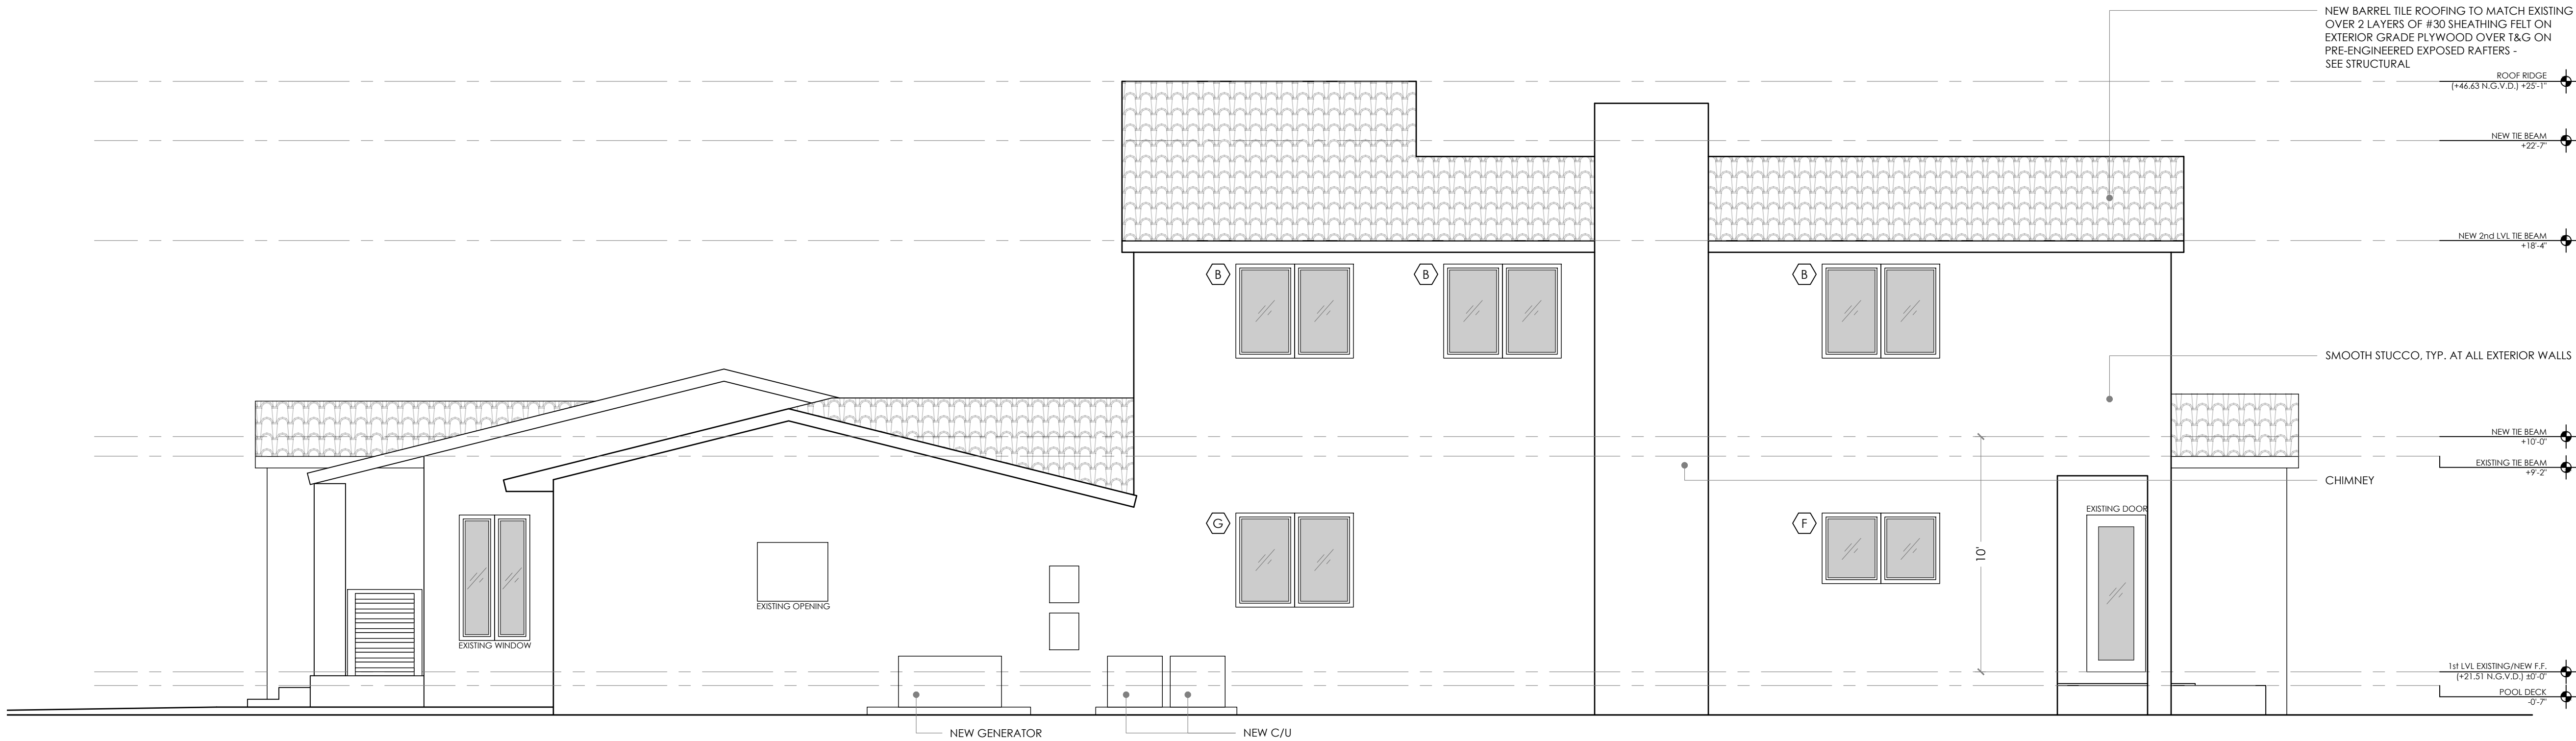 NEW BARREL TILE ROOFING TO MATCH EXISTING
OVER 2 LAYERS OF #30 SHEATHING FELT ON
EXTERIOR GRADE PLYWOOD OVER T&G ON
PRE-ENGINEERED EXPOSED RAFTERS -
SEE STRUCTURAL
ROOF RIDGE
(+46.63 N.G.V.D.) +25'-1"
NEW TIE BEAM
+22'-7"
NEW 2nd LVL TIE BEAM
+18'-4"
B
B
B
SMOOTH STUCCO, TYP. AT ALL EXTERIOR WALLS
NEW TIE BEAM
+10'-0"
EXISTING TIE BEAM
+9'-2"
CHIMNEY
EXISTING DOOR
G
F
10'
EXISTING OPENING
EXISTING WINDOW
1st LVL EXISTING/NEW F.F.
(+21.51 N.G.V.D.) ±0'-0"
POOL DECK
-0'-7"
NEW GENERATOR
NEW C/U